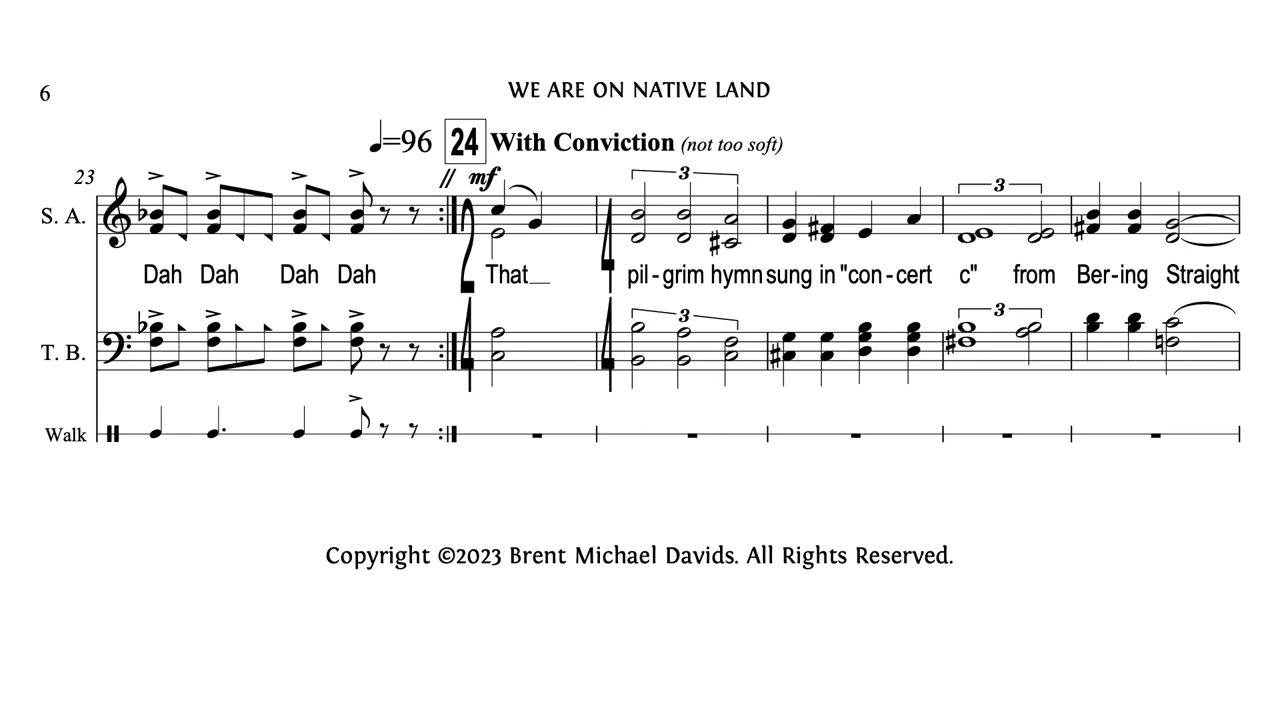 6
WE ARE ON NATIVE LAND
♩=96 24 With Conviction (not too soft)
23 // mf 3 3
S. A.
Dah Dah Dah Dah That__ pil - grim hymn sung in "con - cert c" from Ber - ing Straight
3 3
T. B.
Walk
Copyright ©2023 Brent Michael Davids. All Rights Reserved.